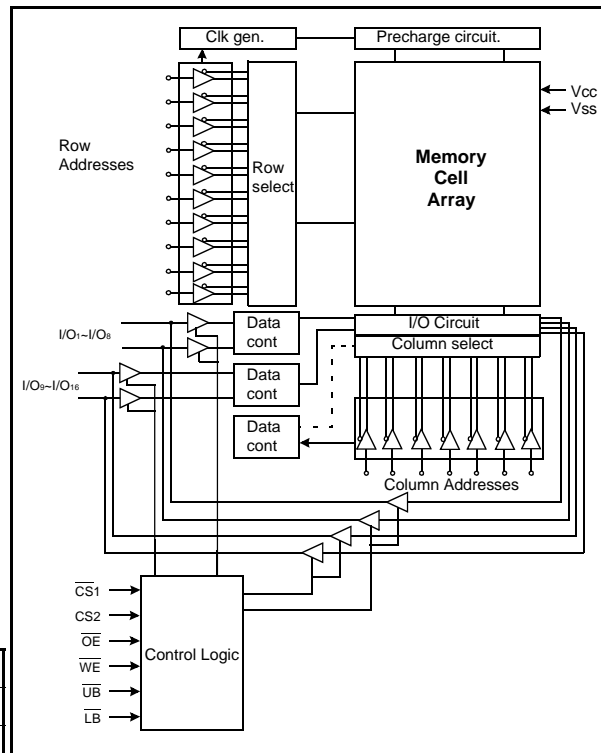 Clk gen.
Precharge circuit.
Vcc
Vss
Row
Addresses
Row
select
Memory
Cell
Array
I/O1~I/O8
Data
cont
I/O Circuit
Column select
I/O9~I/O16
Data
cont
Data
cont
Column Addresses
CS1
CS2
OE
WE
UB
LB
Control Logic